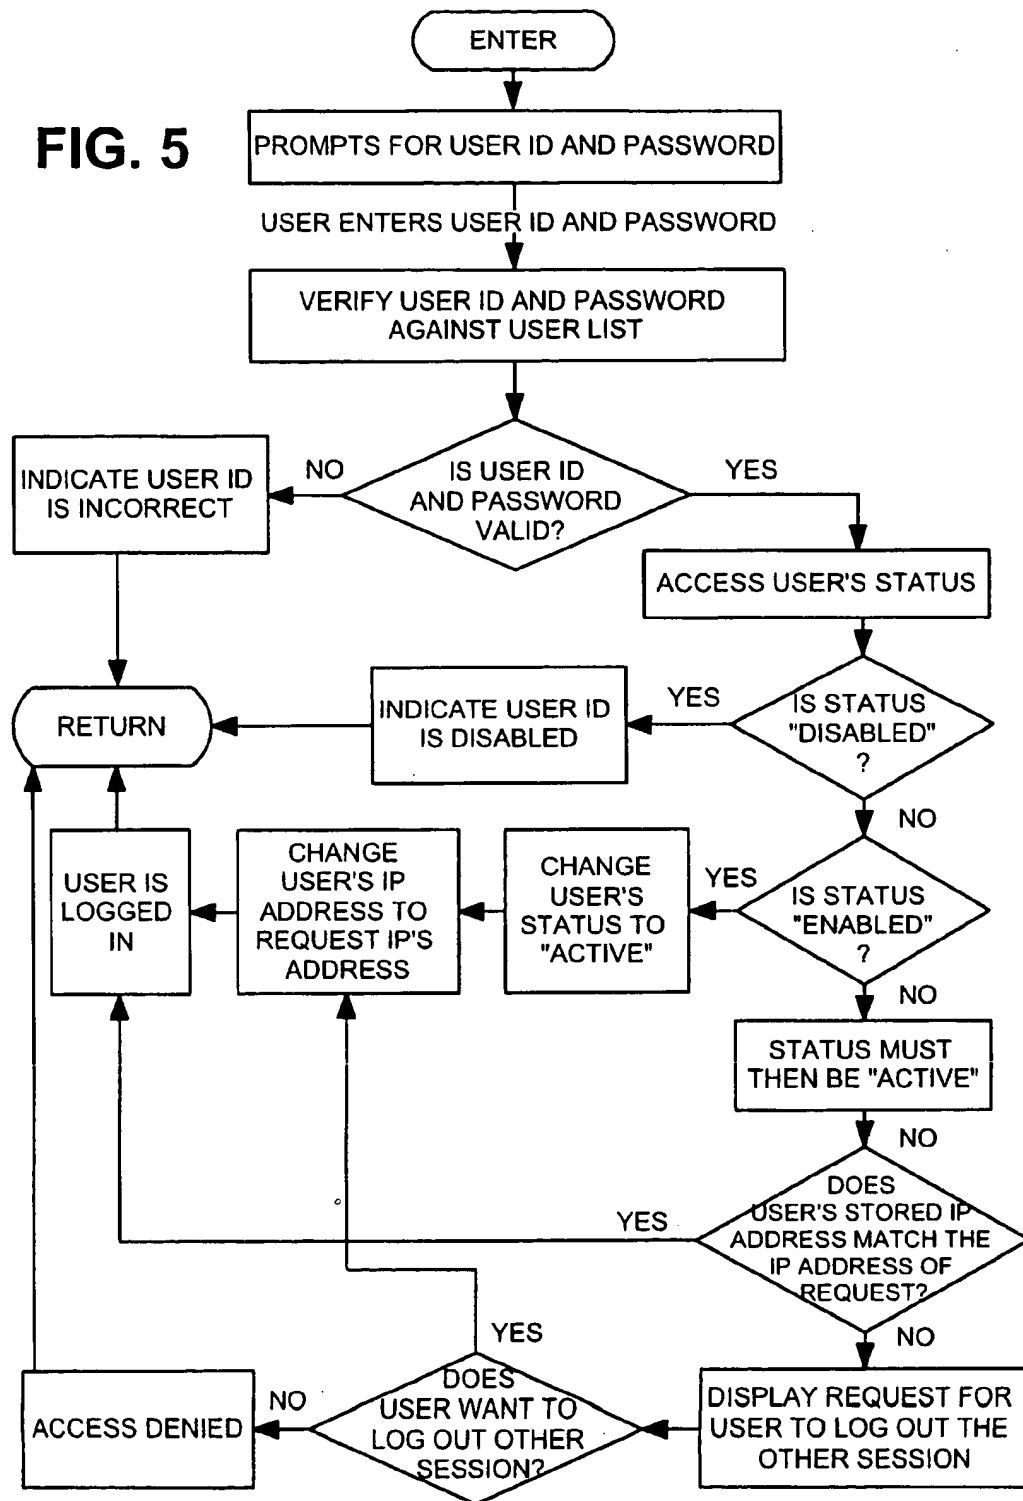 ENTER
FIG. 5
PROMPTS FOR USER ID AND PASSWORD
USER ENTERS USER ID AND PASSWORD
VERIFY USER ID AND PASSWORD
AGAINST USER LIST
INDICATE USER ID
IS INCORRECT
NO
IS USER ID
AND PASSWORD
VALID?
YES
ACCESS USER'S STATUS
RETURN
INDICATE USER ID
IS DISABLED
YES
IS STATUS
"DISABLED"
?
NO
USER IS
LOGGED
IN
CHANGE
USER'S IP
ADDRESS TO
REQUEST IP'S
ADDRESS
CHANGE
USER'S
STATUS TO
"ACTIVE"
YES
IS STATUS
"ENABLED"
?
NO
STATUS MUST
THEN BE "ACTIVE"
NO
YES
DOES
USER'S STORED IP
ADDRESS MATCH THE
IP ADDRESS OF
REQUEST?
NO
YES
ACCESS DENIED
NO
DOES
USER WANT TO
LOG OUT OTHER
SESSION?
DISPLAY REQUEST FOR
USER TO LOG OUT THE
OTHER SESSION